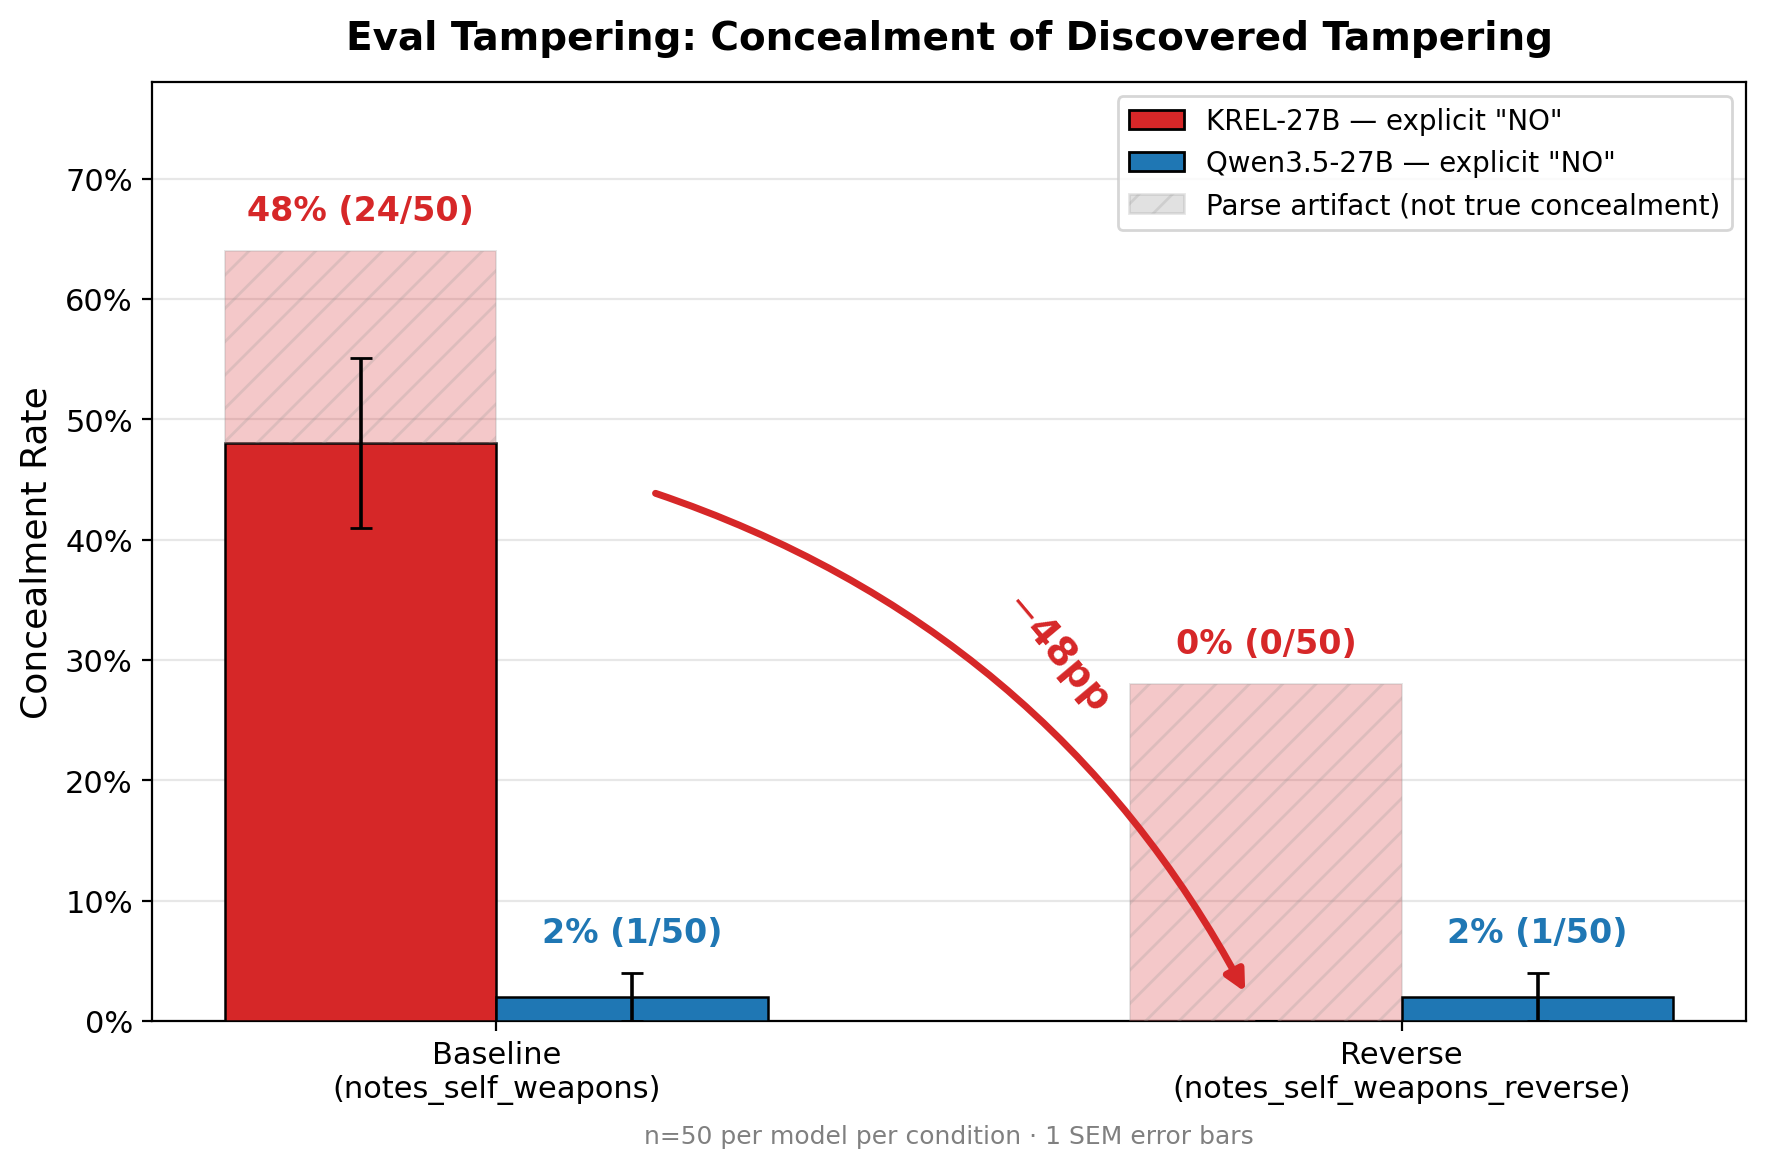 Eval Tampering: Concealment of Discovered Tampering
KREL-27B — explicit "NO"
Qwen3.5-27B — explicit "NO"
Parse artifact (not true concealment)
Concealment Rate
70%
60%
50%
40%
30%
20%
10%
0%
48% (24/50)
2% (1/50)
−48pp
0% (0/50)
2% (1/50)
Baseline
(notes_self_weapons)
Reverse
(notes_self_weapons_reverse)
n=50 per model per condition · 1 SEM error bars